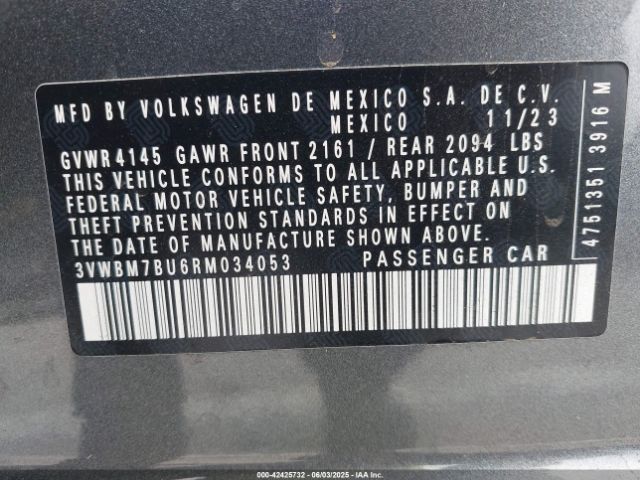 MFD BY VOLKSWAGEN DE MEXICO S.A. DE C.V.
MEXICO 11/23
GVWR 4145 GAWR FRONT 2161 / REAR 2094 LBS
THIS VEHICLE CONFORMS TO ALL APPLICABLE U.S.
FEDERAL MOTOR VEHICLE SAFETY, BUMPER AND
THEFT PREVENTION STANDARDS IN EFFECT ON
THE DATE OF MANUFACTURE SHOWN ABOVE.
3VWBM7BU6RM034053 PASSENGER CAR
4751351 3916 M
IAA - 42425732 - 06/03/2025 - IAAI.COM